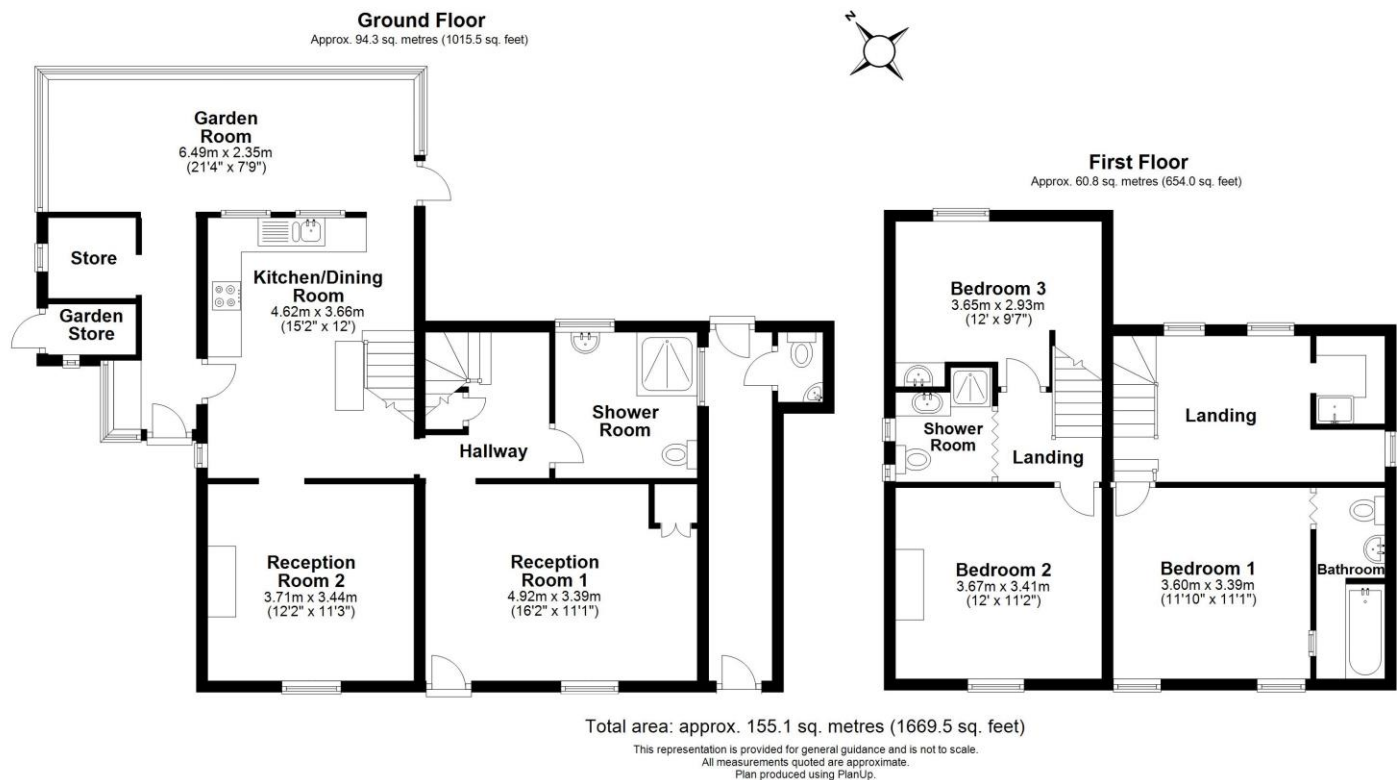 Ground Floor
Approx. 94.3 sq. metres (1015.5 sq. feet)
N
Garden
Room
6.49m x 2.35m
(21'4" x 7'9")
Store
Garden
Store
Kitchen/Dining
Room
4.62m x 3.66m
(15'2" x 12')
Hallway
Shower
Room
Reception
Room 2
3.71m x 3.44m
(12'2" x 11'3")
Reception
Room 1
4.92m x 3.39m
(16'2" x 11'1")
First Floor
Approx. 60.8 sq. metres (654.0 sq. feet)
Bedroom 3
3.65m x 2.93m
(12' x 9'7")
Shower
Room
Landing
Landing
Bedroom 2
3.67m x 3.41m
(12' x 11'2")
Bedroom 1
3.60m x 3.39m
(11'10" x 11'1")
Bathroom
Total area: approx. 155.1 sq. metres (1669.5 sq. feet)
This representation is provided for general guidance and is not to scale.
All measurements quoted are approximate.
Plan produced using PlanUp.